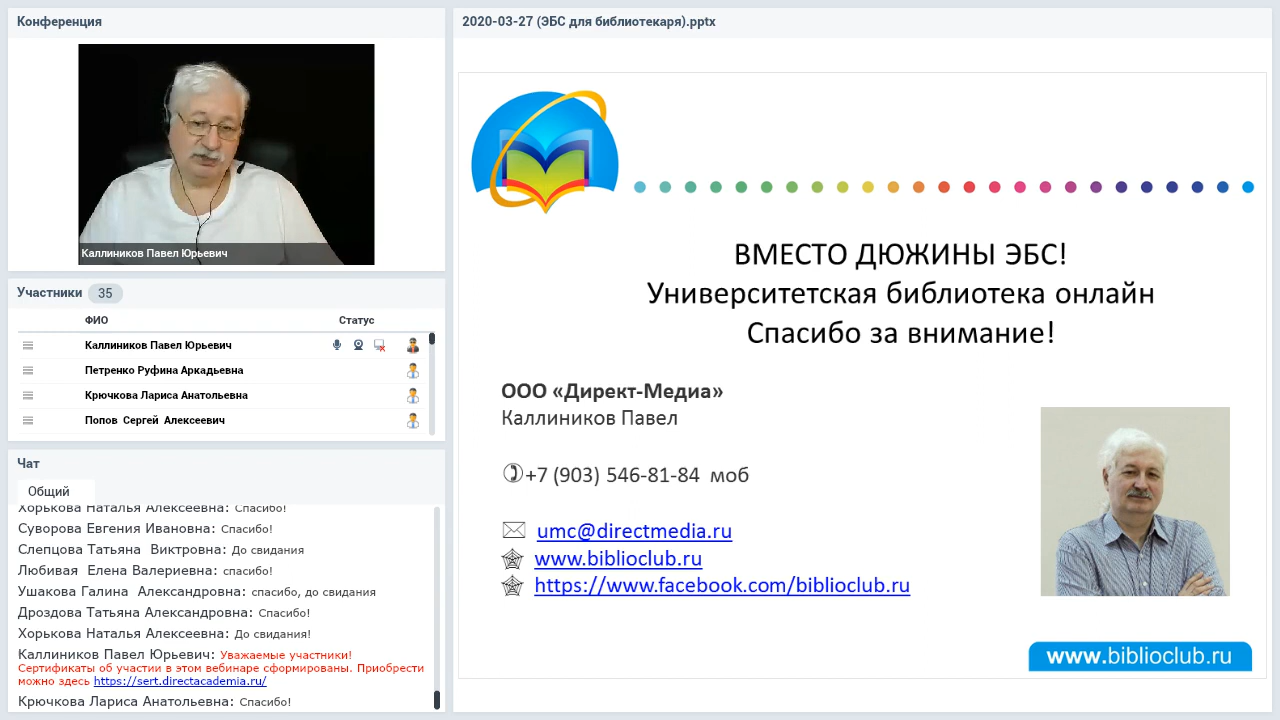 Конференция
Каллиников Павел Юрьевич
Участники 35
ФИО Статус
Каллиников Павел Юрьевич
Петренко Руфина Аркадьевна
Крючкова Лариса Анатольевна
Попов Сергей Алексеевич
Чат
Общий
Хорькова Наталья Алексеевна: Спасибо!
Суворова Евгения Ивановна: Спасибо!
Слепцова Татьяна Виктровна: До свидания
Любивая Елена Валериевна: спасибо!
Ушакова Галина Александровна: спасибо, до свидания
Дроздова Татьяна Александровна: Спасибо!
Хорькова Наталья Алексеевна: До свидания!
Каллиников Павел Юрьевич: Уважаемые участники!
Сертификаты об участии в этом вебинаре сформированы. Приобрести
можно здесь https://sert.directacademia.ru/
Крючкова Лариса Анатольевна: Спасибо!
2020-03-27 (ЭБС для библиотекаря).pptx
ВМЕСТО ДЮЖИНЫ ЭБС!
Университетская библиотека онлайн
Спасибо за внимание!
ООО «Директ-Медиа»
Каллиников Павел
+7 (903) 546-81-84 моб
umc@directmedia.ru
www.biblioclub.ru
https://www.facebook.com/biblioclub.ru
www.biblioclub.ru